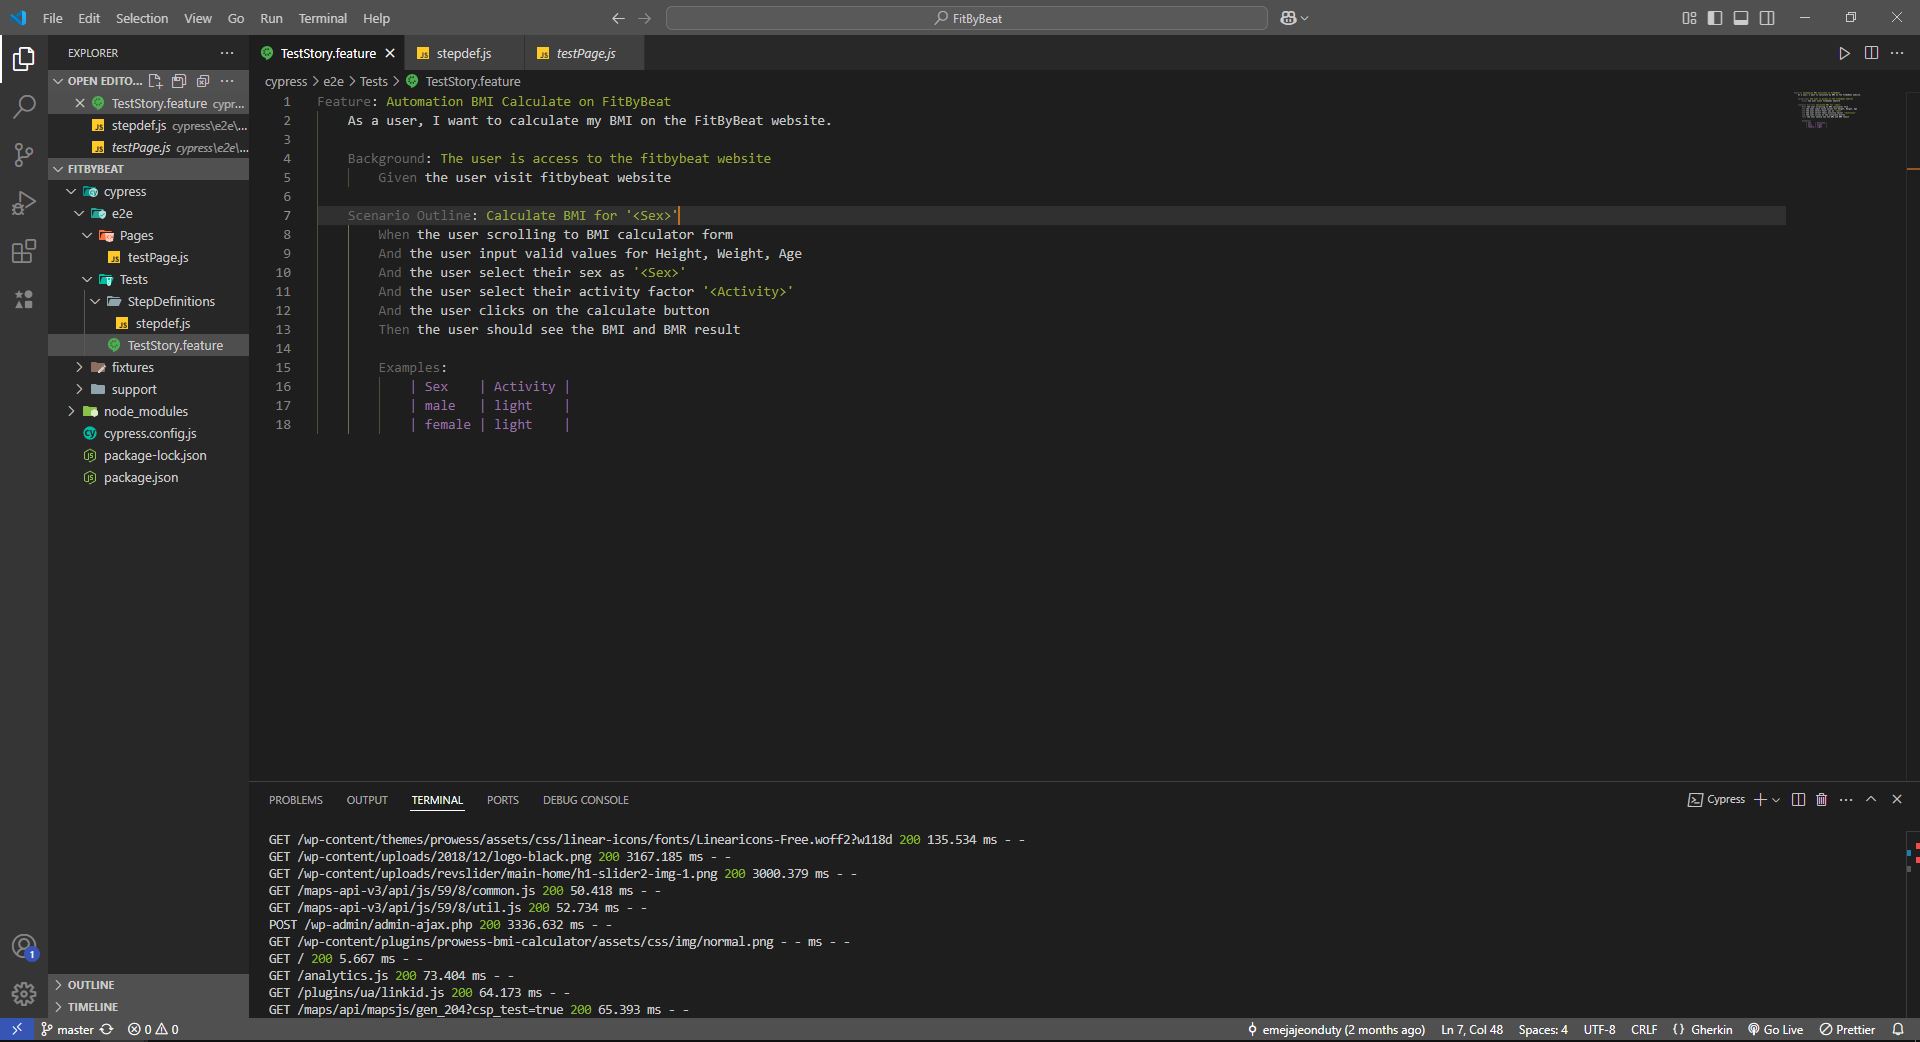 File Edit Selection View Go Run Terminal Help
FitByBeat
EXPLORER
OPEN EDITO...
TestStory.feature cypr...
stepdef.js cypress\e2e\...
testPage.js cypress\e2e\...
FITBYBEAT
cypress
e2e
Pages
testPage.js
Tests
StepDefinitions
stepdef.js
TestStory.feature
fixtures
support
node_modules
cypress.config.js
package-lock.json
package.json
OUTLINE
TIMELINE
TestStory.feature stepdef.js testPage.js
cypress > e2e > Tests > TestStory.feature
1 Feature: Automation BMI Calculate on FitByBeat
2 As a user, I want to calculate my BMI on the FitByBeat website.
3
4 Background: The user is access to the fitbybeat website
5 Given the user visit fitbybeat website
6
7 Scenario Outline: Calculate BMI for '<Sex>'
8 When the user scrolling to BMI calculator form
9 And the user input valid values for Height, Weight, Age
10 And the user select their sex as '<Sex>'
11 And the user select their activity factor '<Activity>'
12 And the user clicks on the calculate button
13 Then the user should see the BMI and BMR result
14
15 Examples:
16 | Sex | Activity |
17 | male | light |
18 | female | light |
PROBLEMS OUTPUT TERMINAL PORTS DEBUG CONSOLE
Cypress
GET /wp-content/themes/prowess/assets/css/linear-icons/fonts/Linearicons-Free.woff2?w118d 200 135.534 ms - -
GET /wp-content/uploads/2018/12/logo-black.png 200 3167.185 ms - -
GET /wp-content/uploads/revslider/main-home/h1-slider2-img-1.png 200 3000.379 ms - -
GET /maps-api-v3/api/js/59/8/common.js 200 50.418 ms - -
GET /maps-api-v3/api/js/59/8/util.js 200 52.734 ms - -
POST /wp-admin/admin-ajax.php 200 3336.632 ms - -
GET /wp-content/plugins/prowess-bmi-calculator/assets/css/img/normal.png - - ms - -
GET / 200 5.667 ms - -
GET /analytics.js 200 73.404 ms - -
GET /plugins/ua/linkid.js 200 64.173 ms - -
GET /maps/api/mapsjs/gen_204?csp_test=true 200 65.393 ms - -
1
master 0 0
emejajeonduty (2 months ago) Ln 7, Col 48 Spaces: 4 UTF-8 CRLF {} Gherkin Go Live Prettier